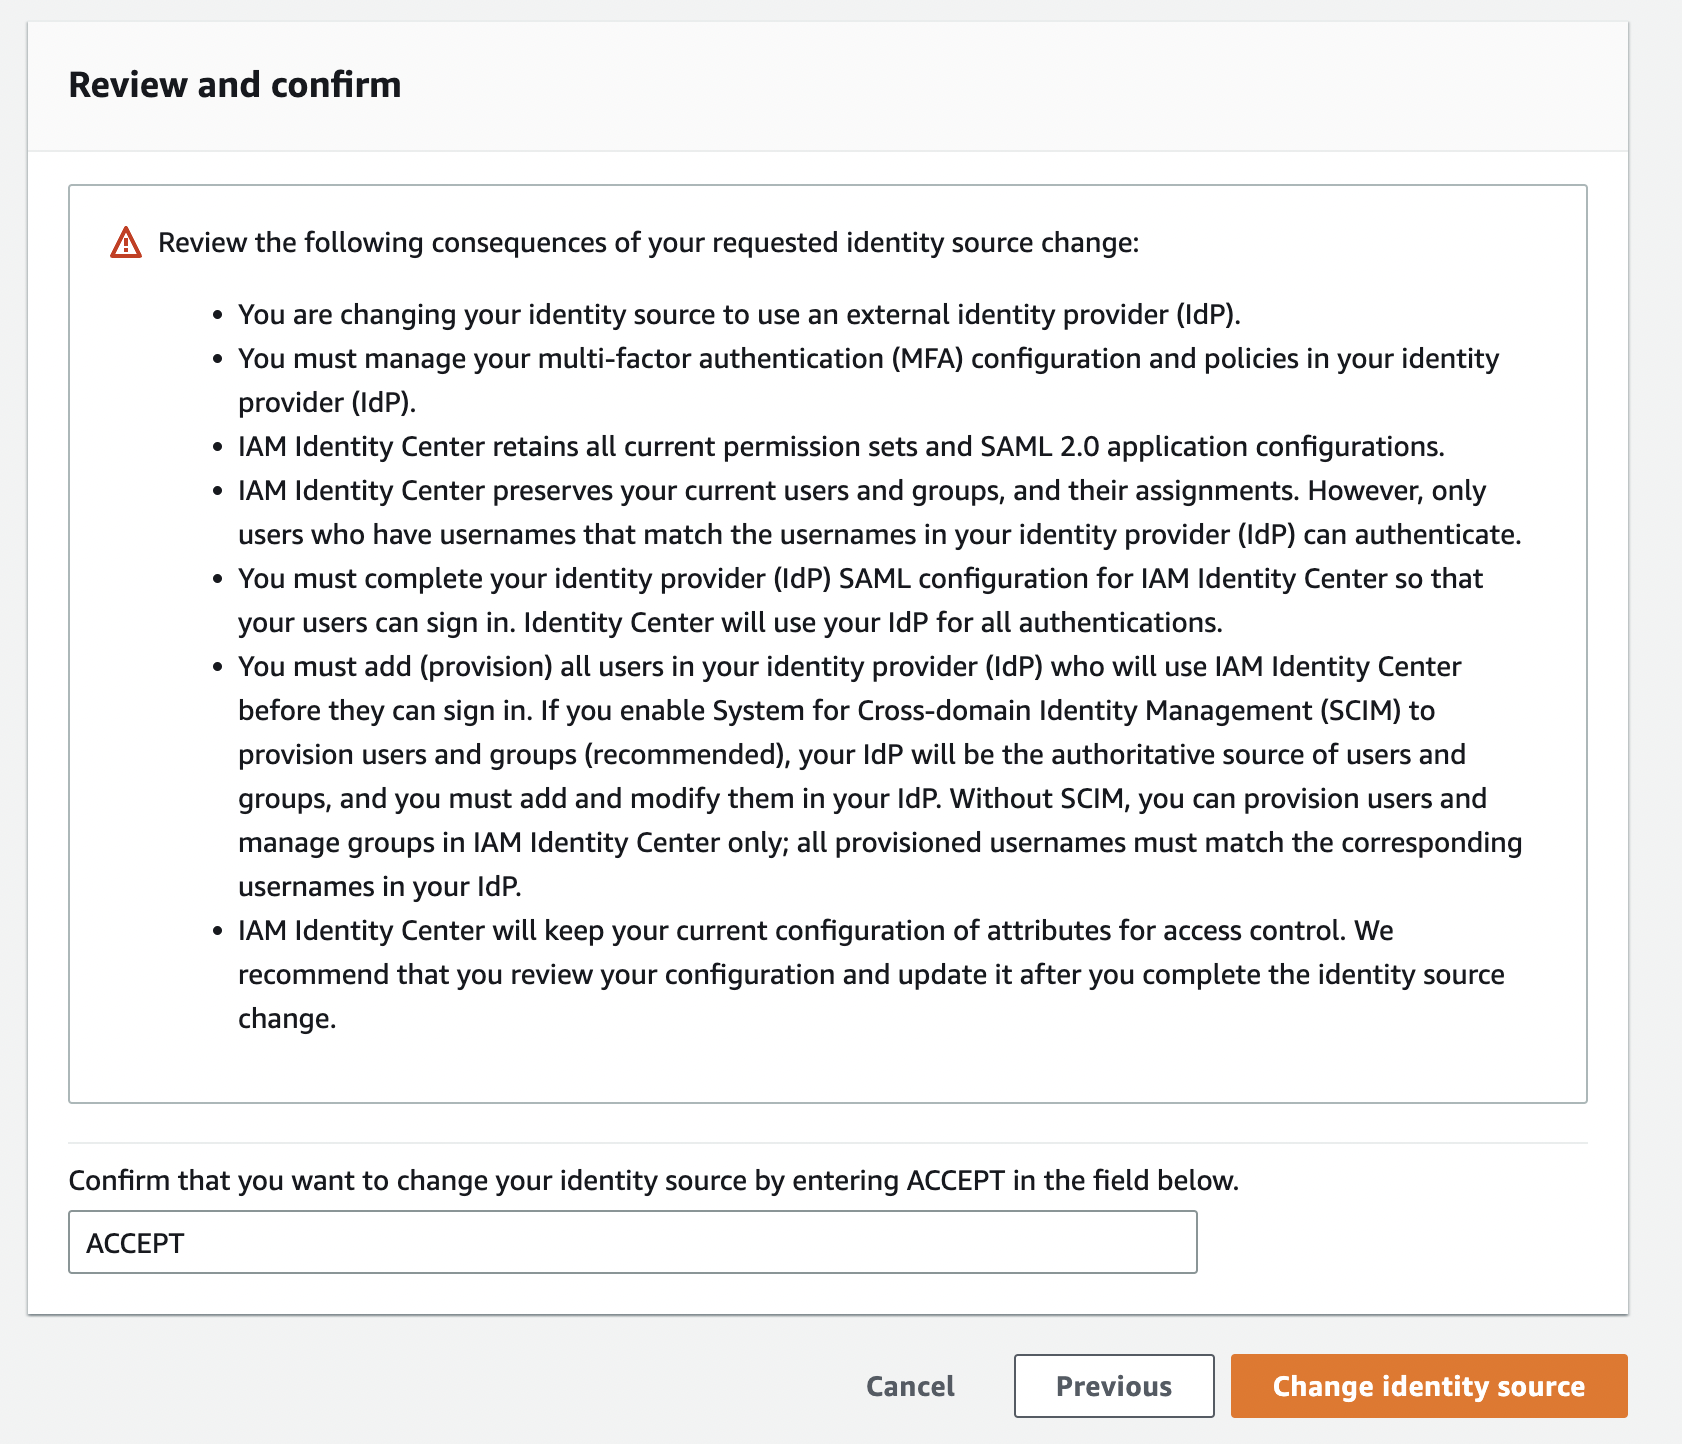 Review and confirm
Review the following consequences of your requested identity source change:
• You are changing your identity source to use an external identity provider (IdP).
• You must manage your multi-factor authentication (MFA) configuration and policies in your identity
provider (IdP).
• IAM Identity Center retains all current permission sets and SAML 2.0 application configurations.
• IAM Identity Center preserves your current users and groups, and their assignments. However, only
users who have usernames that match the usernames in your identity provider (IdP) can authenticate.
• You must complete your identity provider (IdP) SAML configuration for IAM Identity Center so that
your users can sign in. Identity Center will use your IdP for all authentications.
• You must add (provision) all users in your identity provider (IdP) who will use IAM Identity Center
before they can sign in. If you enable System for Cross-domain Identity Management (SCIM) to
provision users and groups (recommended), your IdP will be the authoritative source of users and
groups, and you must add and modify them in your IdP. Without SCIM, you can provision users and
manage groups in IAM Identity Center only; all provisioned usernames must match the corresponding
usernames in your IdP.
• IAM Identity Center will keep your current configuration of attributes for access control. We
recommend that you review your configuration and update it after you complete the identity source
change.
Confirm that you want to change your identity source by entering ACCEPT in the field below.
ACCEPT
Cancel
Previous
Change identity source